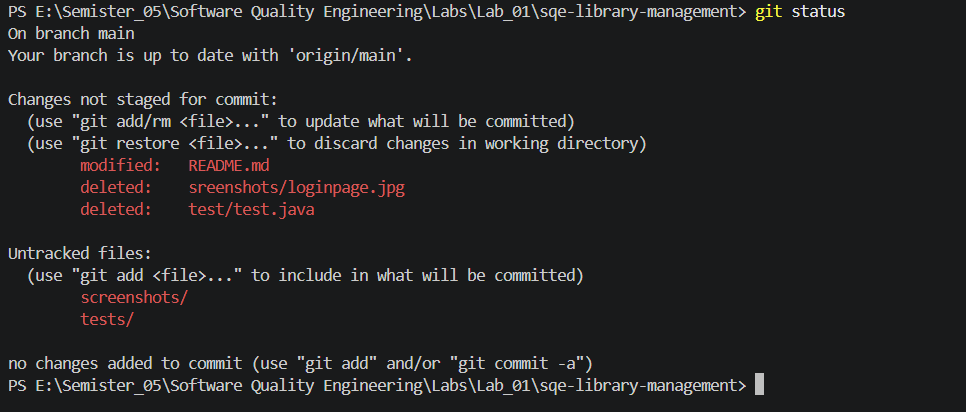 PS E:\Semister_05\Software Quality Engineering\Labs\Lab_01\sqe-library-management> git status
On branch main
Your branch is up to date with 'origin/main'.
Changes not staged for commit:
(use "git add/rm <file>..." to update what will be committed)
(use "git restore <file>..." to discard changes in working directory)
modified: README.md
deleted: sreenshots/loginpage.jpg
deleted: test/test.java
Untracked files:
(use "git add <file>..." to include in what will be committed)
screenshots/
tests/
no changes added to commit (use "git add" and/or "git commit -a")
PS E:\Semister_05\Software Quality Engineering\Labs\Lab_01\sqe-library-management>